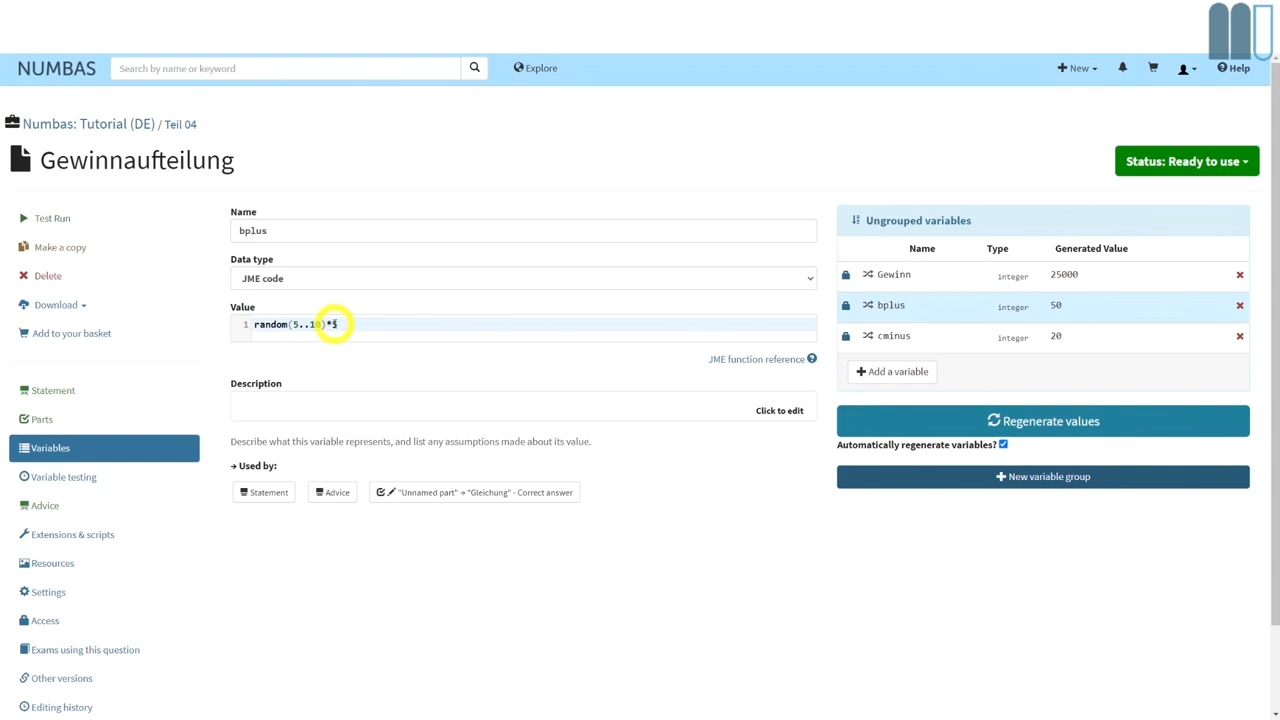 NUMBAS
Search by name or keyword
Explore
New
Help
Numbas: Tutorial (DE) / Teil 04
Gewinnaufteilung
Status: Ready to use
Test Run
Make a copy
Delete
Download
Add to your basket
Statement
Parts
Variables
Variable testing
Advice
Extensions & scripts
Resources
Settings
Access
Exams using this question
Other versions
Editing history
Name
bplus
Data type
JME code
Value
1 random(5..10)*5
JME function reference
Description
Click to edit
Describe what this variable represents, and list any assumptions made about its value.
→ Used by:
Statement
Advice
"Unnamed part" → "Gleichung" - Correct answer
Ungrouped variables
Name Type Generated Value
Gewinn integer 25000
bplus integer 50
cminus integer 20
Add a variable
Regenerate values
Automatically regenerate variables?
New variable group